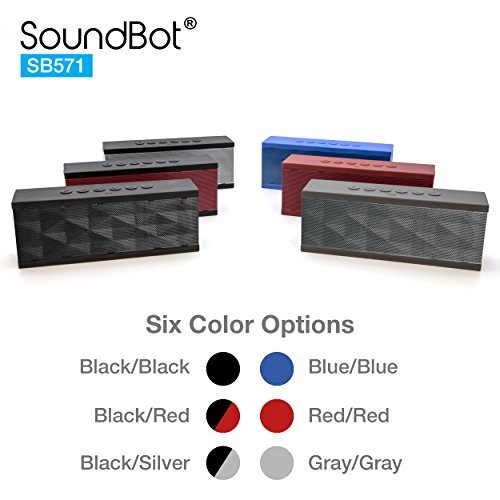 SoundBot®
SB571
Six Color Options
Black/Black
Blue/Blue
Black/Red
Red/Red
Black/Silver
Gray/Gray